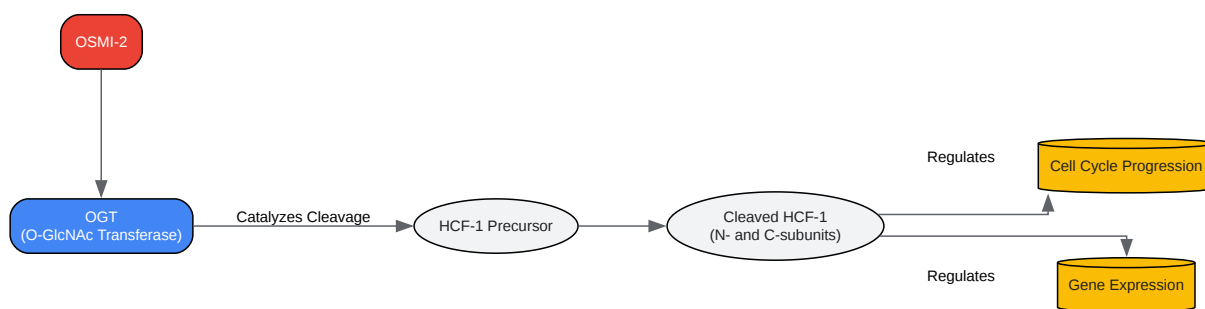 OSMI-2
OGT
(O-GlcNAc Transferase)
Catalyzes Cleavage
HCF-1 Precursor
Cleaved HCF-1
(N- and C-subunits)
Regulates
Cell Cycle Progression
Regulates
Gene Expression